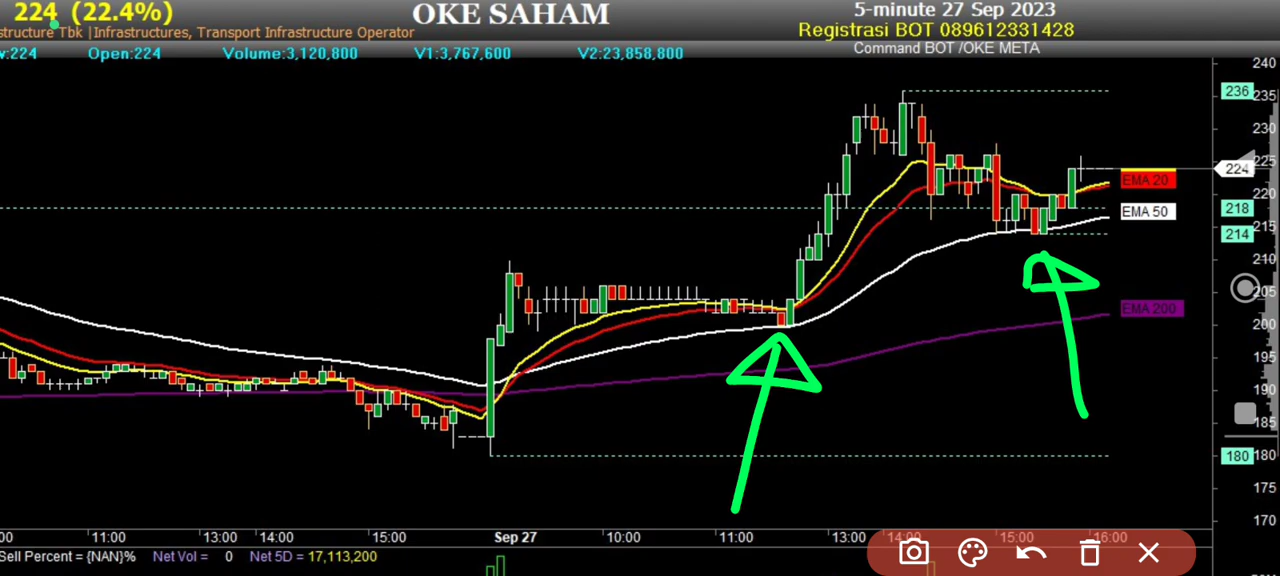 224 (22.4%) OKE SAHAM 5-minute 27 Sep 2023
structure Tbk |Infrastructures, Transport Infrastructure Operator Registrasi BOT 089612331428
v:224 Open:224 Volume:3,120,800 V1:3,767,600 V2:23,858,800 Command BOT /OKE META
240
236 235
230
224 225
EMA 20
220
218
EMA 50
215
214
210
205
EMA 200
200
195
190
185
180 180
175
170
00 11:00 13:00 14:00 15:00 Sep 27 10:00 11:00 13:00 14:00 15:00 16:00
Sell Percent = {NAN}% Net Vol = 0 Net 5D = 17,113,200